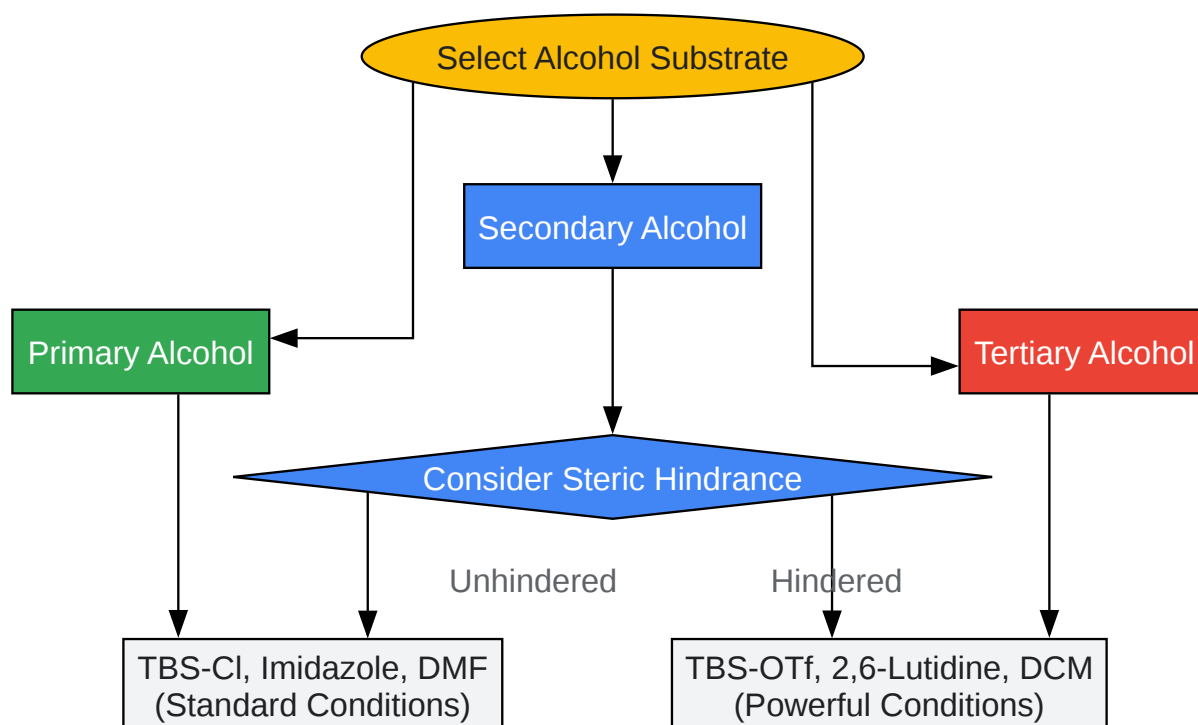 Select Alcohol Substrate
Secondary Alcohol
Primary Alcohol
Tertiary Alcohol
Consider Steric Hindrance
Unhindered
Hindered
TBS-Cl, Imidazole, DMF
(Standard Conditions)
TBS-OTf, 2,6-Lutidine, DCM
(Powerful Conditions)